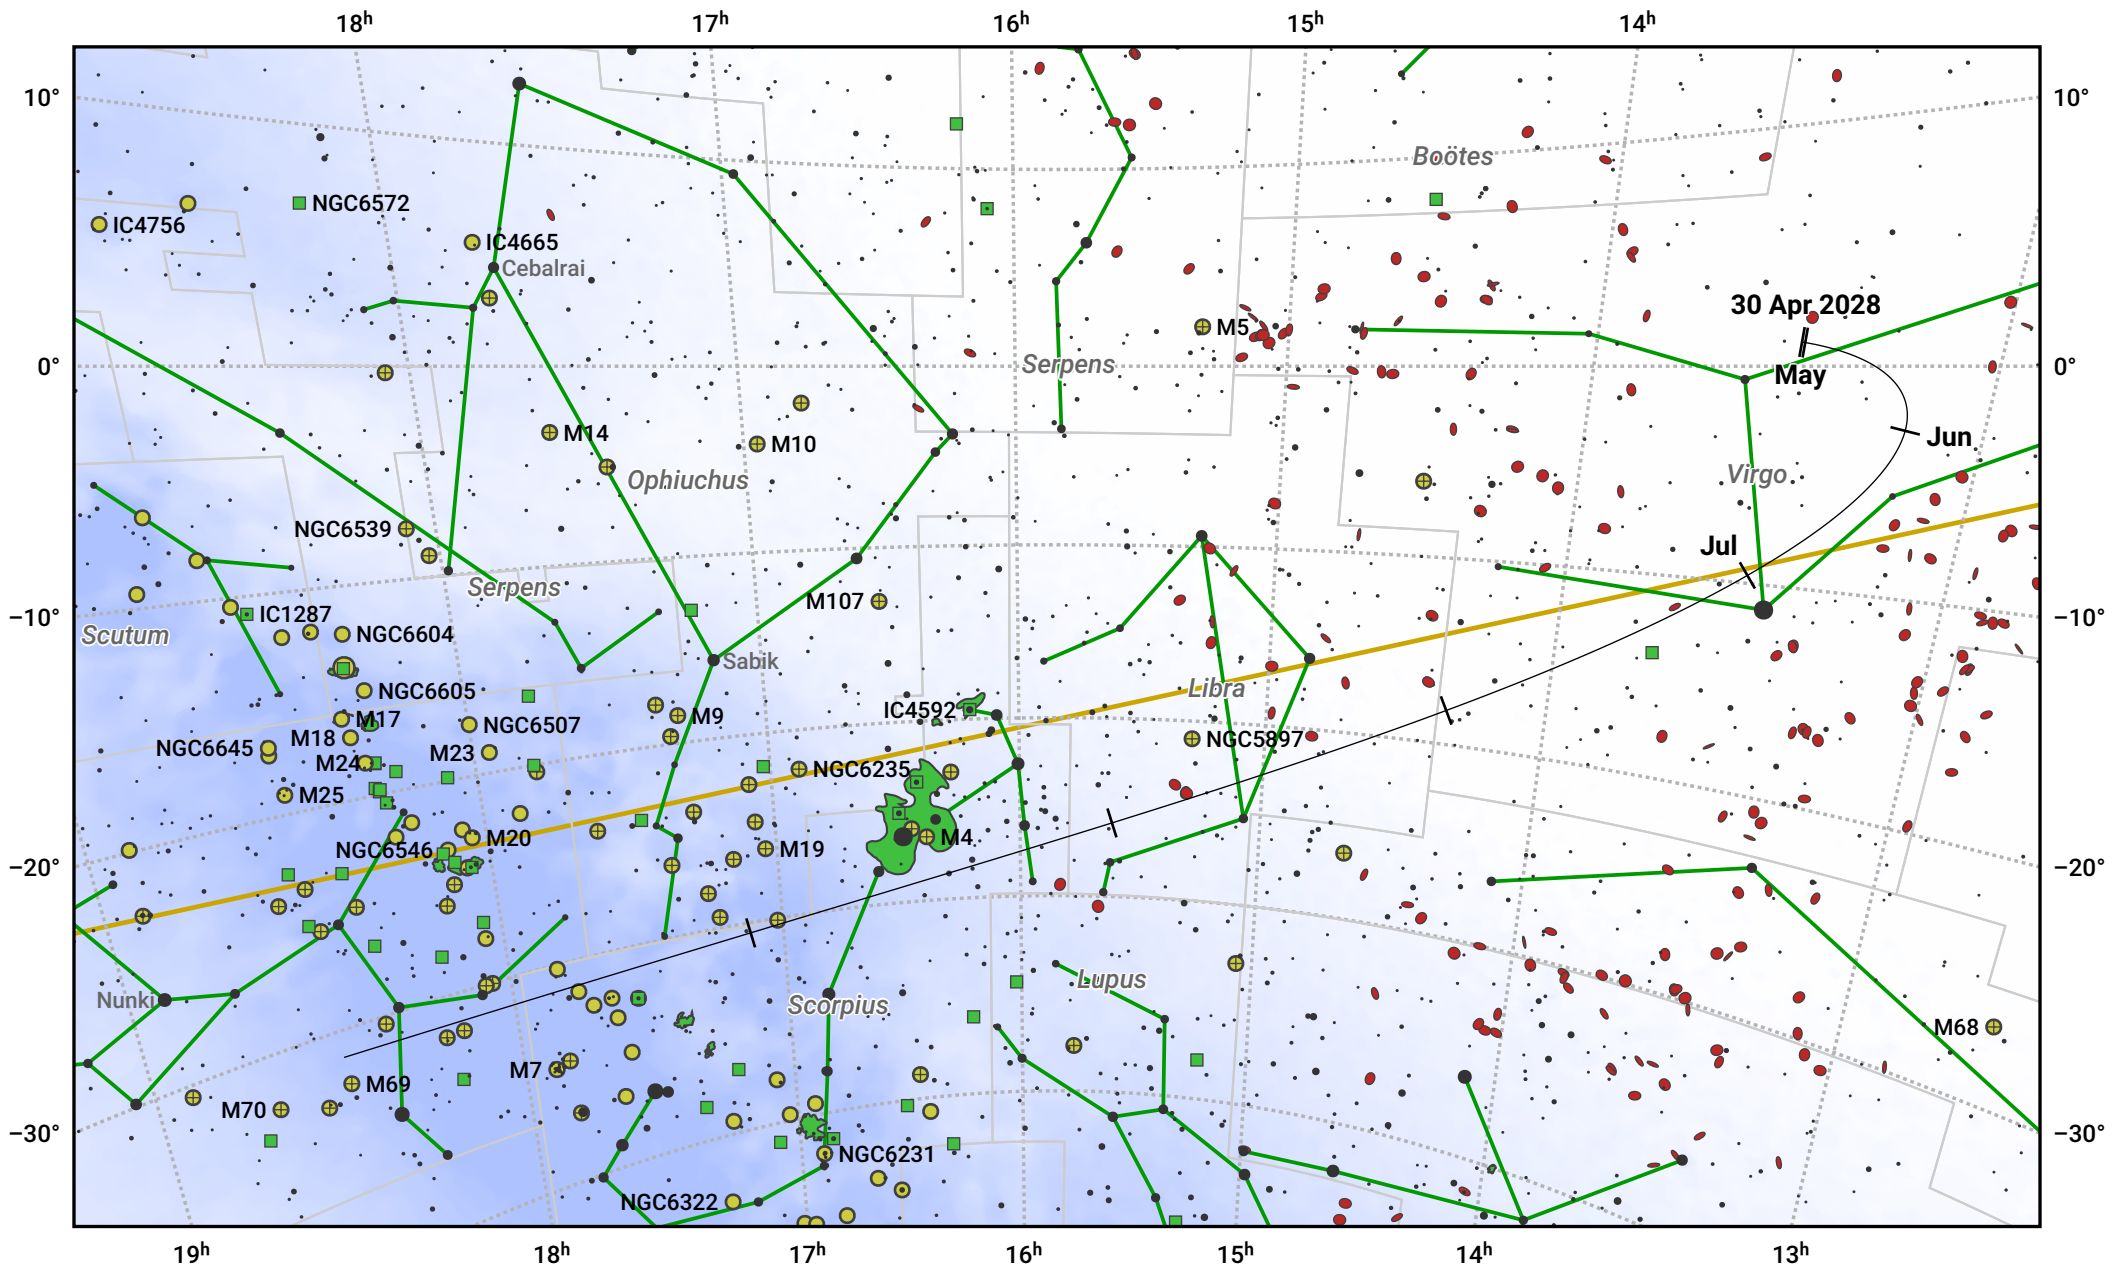 18h 17h 16h 15h 14h
10° 10°
Boötes
NGC6572
IC4756
IC4665
Cebalrai
30 Apr 2028
M5
0° Serpens 0°
May
M14 M10 Jun
Ophiuchus Virgo
NGC6539
Jul
Serpens
M107
IC1287
−10° −10°
Scutum NGC6604
Sabik
NGC6605 Libra
IC4592
M17 NGC6507 M9
M18 NGC5897
NGC6645 M23
M24 NGC6235
M25
M20 M4
NGC6546 M19
−20° −20°
Lupus
Nunki Scorpius
M68
M7
M69
M70
−30° −30°
NGC6231
NGC6322
19h 18h 17h 16h 15h 14h 13h